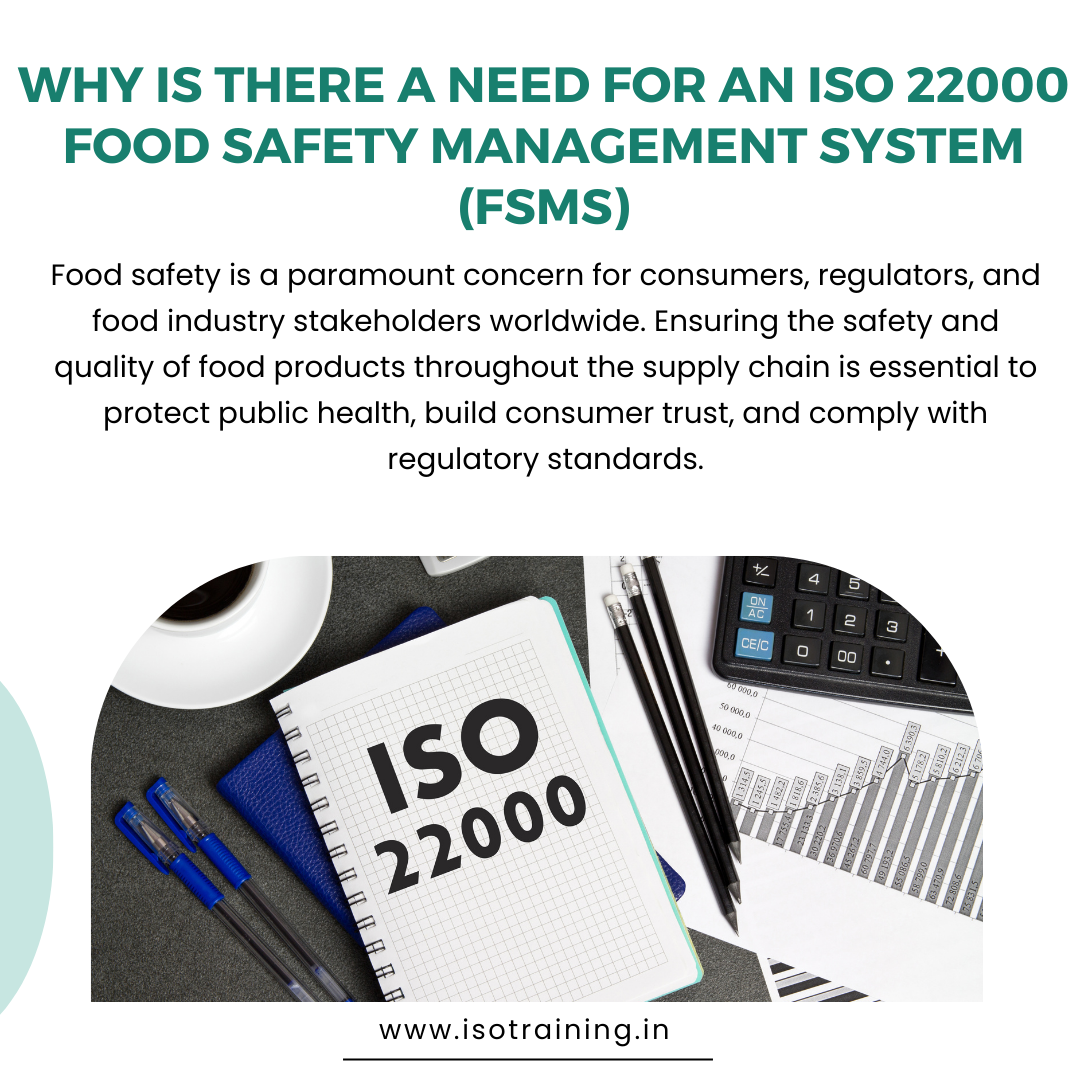 WHY IS THERE A NEED FOR AN ISO 22000
FOOD SAFETY MANAGEMENT SYSTEM
(FSMS)
Food safety is a paramount concern for consumers, regulators, and
food industry stakeholders worldwide. Ensuring the safety and
quality of food products throughout the supply chain is essential to
protect public health, build consumer trust, and comply with
regulatory standards.
+/- 4 5
ON/AC 1 2 3
CE/C 0 00 .
ISO
22000
60 000,0
50 000,0
40 000,0
www.isotraining.in